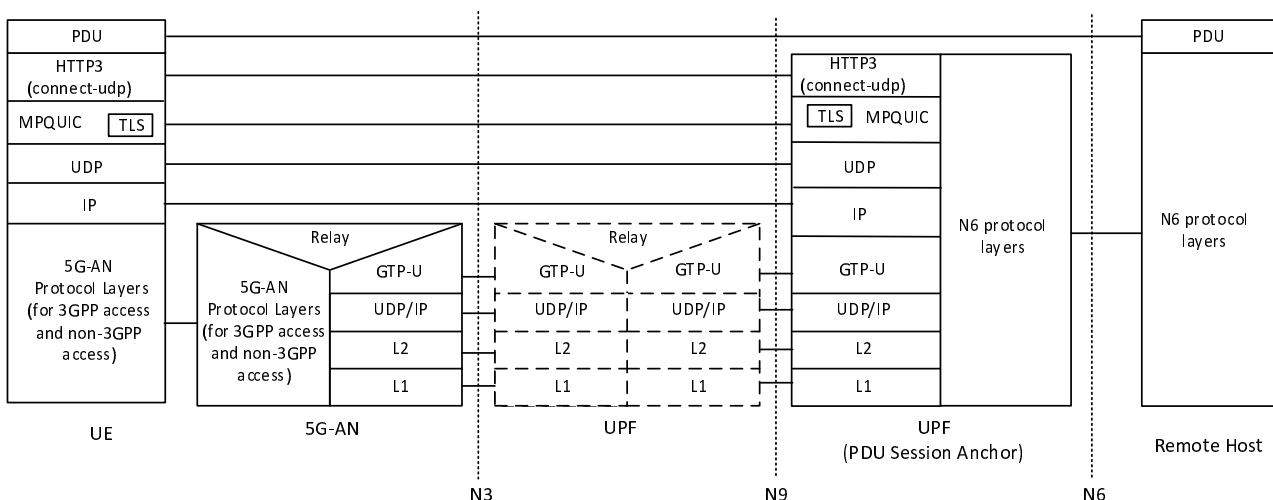 PDU
HTTP3
(connect-udp)
MPQUIC
TLS
UDP
IP
5G-AN
Protocol Layers
(for 3GPP access
and non-3GPP
access)
UE
Relay
5G-AN
Protocol Layers
(for 3GPP access
and non-3GPP
access)
GTP-U
UDP/IP
L2
L1
5G-AN
N3
Relay
GTP-U
GTP-U
UDP/IP
UDP/IP
L2
L2
L1
L1
UPF
N9
HTTP3
(connect-udp)
TLS
MPQUIC
UDP
IP
GTP-U
UDP/IP
L2
L1
N6 protocol
layers
UPF
(PDU Session Anchor)
N6
PDU
N6 protocol
layers
Remote Host